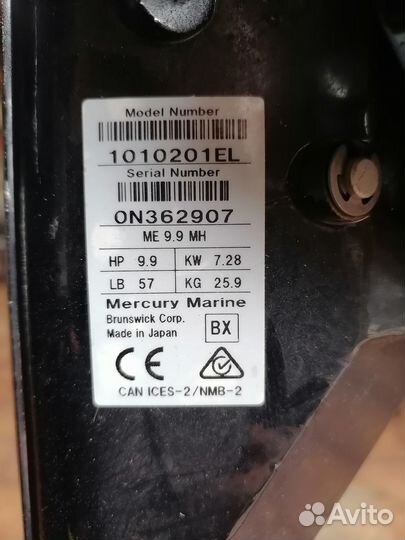 Model Number
1010201EL
Serial Number
0N362907
ME 9.9 MH
HP 9.9 KW 7.28
LB 57 KG 25.9
Mercury Marine
Brunswick Corp.
Made in Japan
BX
CE
CAN ICES-2/NMB-2
Avito